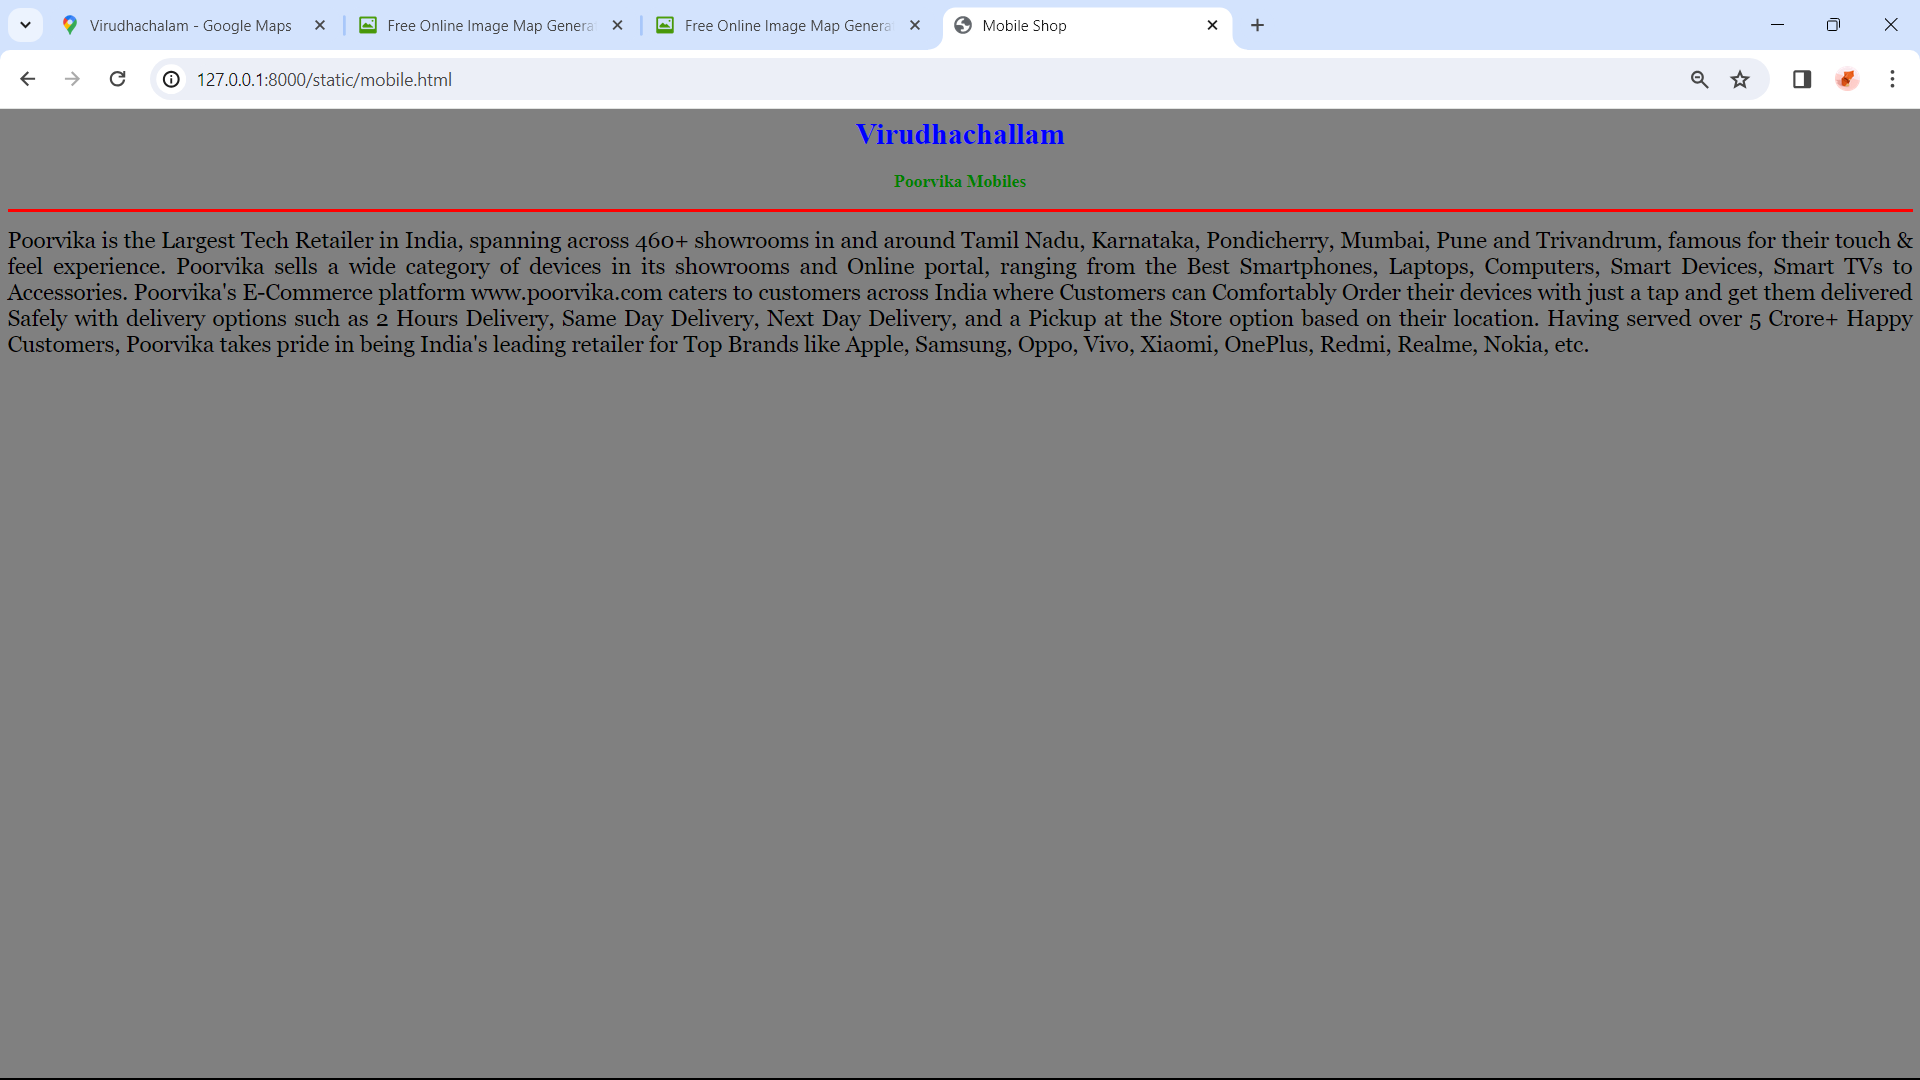 Virudhachalam - Google Maps
Free Online Image Map Genera
Free Online Image Map Genera
Mobile Shop
127.0.0.1:8000/static/mobile.html
Virudhachallam
Poorvika Mobiles
Poorvika is the Largest Tech Retailer in India, spanning across 460+ showrooms in and around Tamil Nadu, Karnataka, Pondicherry, Mumbai, Pune and Trivandrum, famous for their touch &
feel experience. Poorvika sells a wide category of devices in its showrooms and Online portal, ranging from the Best Smartphones, Laptops, Computers, Smart Devices, Smart TVs to
Accessories. Poorvika's E-Commerce platform www.poorvika.com caters to customers across India where Customers can Comfortably Order their devices with just a tap and get them delivered
Safely with delivery options such as 2 Hours Delivery, Same Day Delivery, Next Day Delivery, and a Pickup at the Store option based on their location. Having served over 5 Crore+ Happy
Customers, Poorvika takes pride in being India's leading retailer for Top Brands like Apple, Samsung, Oppo, Vivo, Xiaomi, OnePlus, Redmi, Realme, Nokia, etc.